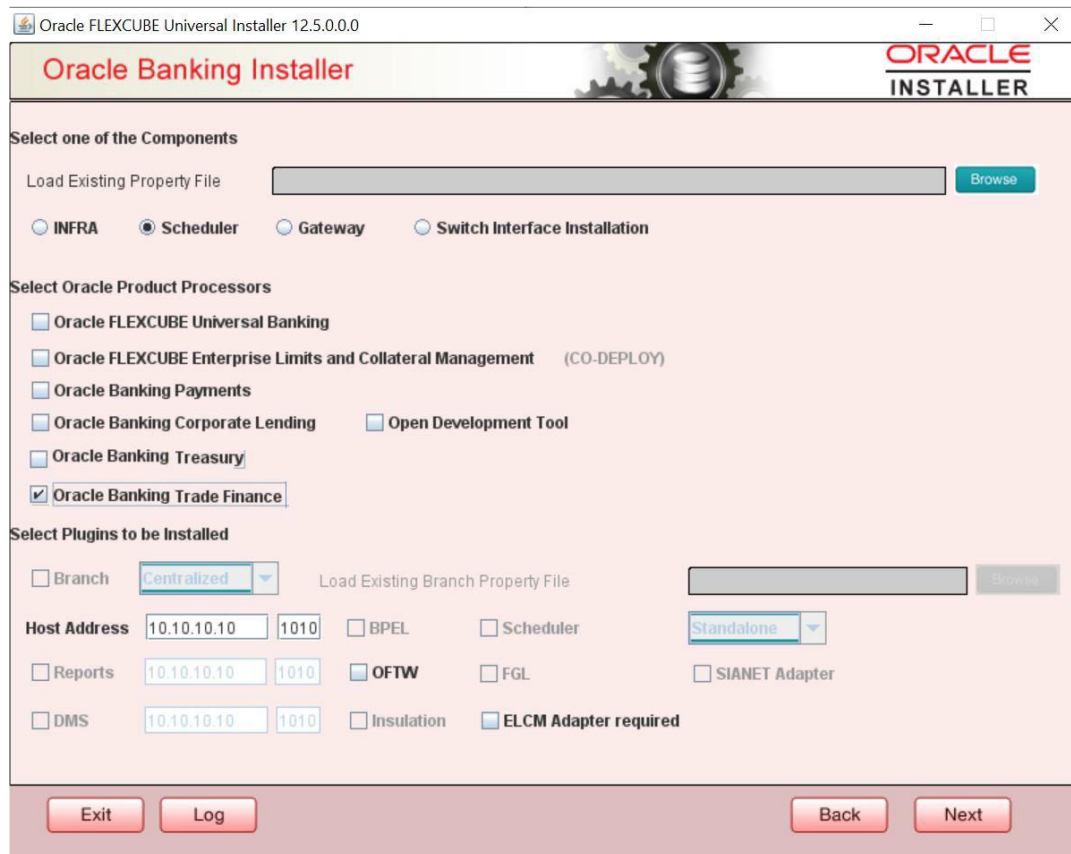 Oracle FLEXCUBE Universal Installer 12.5.0.0.0
Oracle Banking Installer
ORACLE
INSTALLER
Select one of the Components
Load Existing Property File Browse
INFRA Scheduler Gateway Switch Interface Installation
Select Oracle Product Processors
Oracle FLEXCUBE Universal Banking
Oracle FLEXCUBE Enterprise Limits and Collateral Management (CO-DEPLOY)
Oracle Banking Payments
Oracle Banking Corporate Lending Open Development Tool
Oracle Banking Treasury
Oracle Banking Trade Finance
Select Plugins to be Installed
Branch Centralized Load Existing Branch Property File Browse
Host Address 10.10.10.10 1010 BPEL Scheduler Standalone
Reports 10.10.10.10 1010 OFTW FGL SIANET Adapter
DMS 10.10.10.10 1010 Insulation ELCM Adapter required
Exit Log Back Next